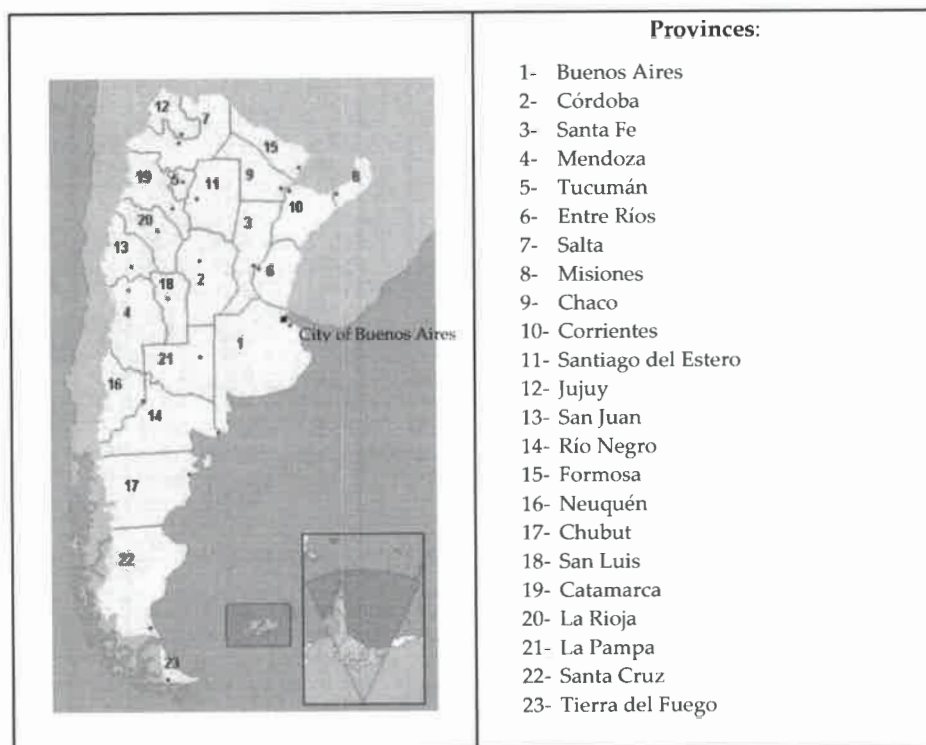 Provinces:
1- Buenos Aires
2- Córdoba
3- Santa Fe
4- Mendoza
5- Tucumán
6- Entre Ríos
7- Salta
8- Misiones
9- Chaco
10- Corrientes
11- Santiago del Estero
12- Jujuy
13- San Juan
14- Río Negro
15- Formosa
16- Neuquén
17- Chubut
18- San Luis
19- Catamarca
20- La Rioja
21- La Pampa
22- Santa Cruz
23- Tierra del Fuego
12
7
15
19
5
11
9
8
10
20
3
13
2
6
18
4
City of Buenos Aires
1
21
16
14
17
22
23